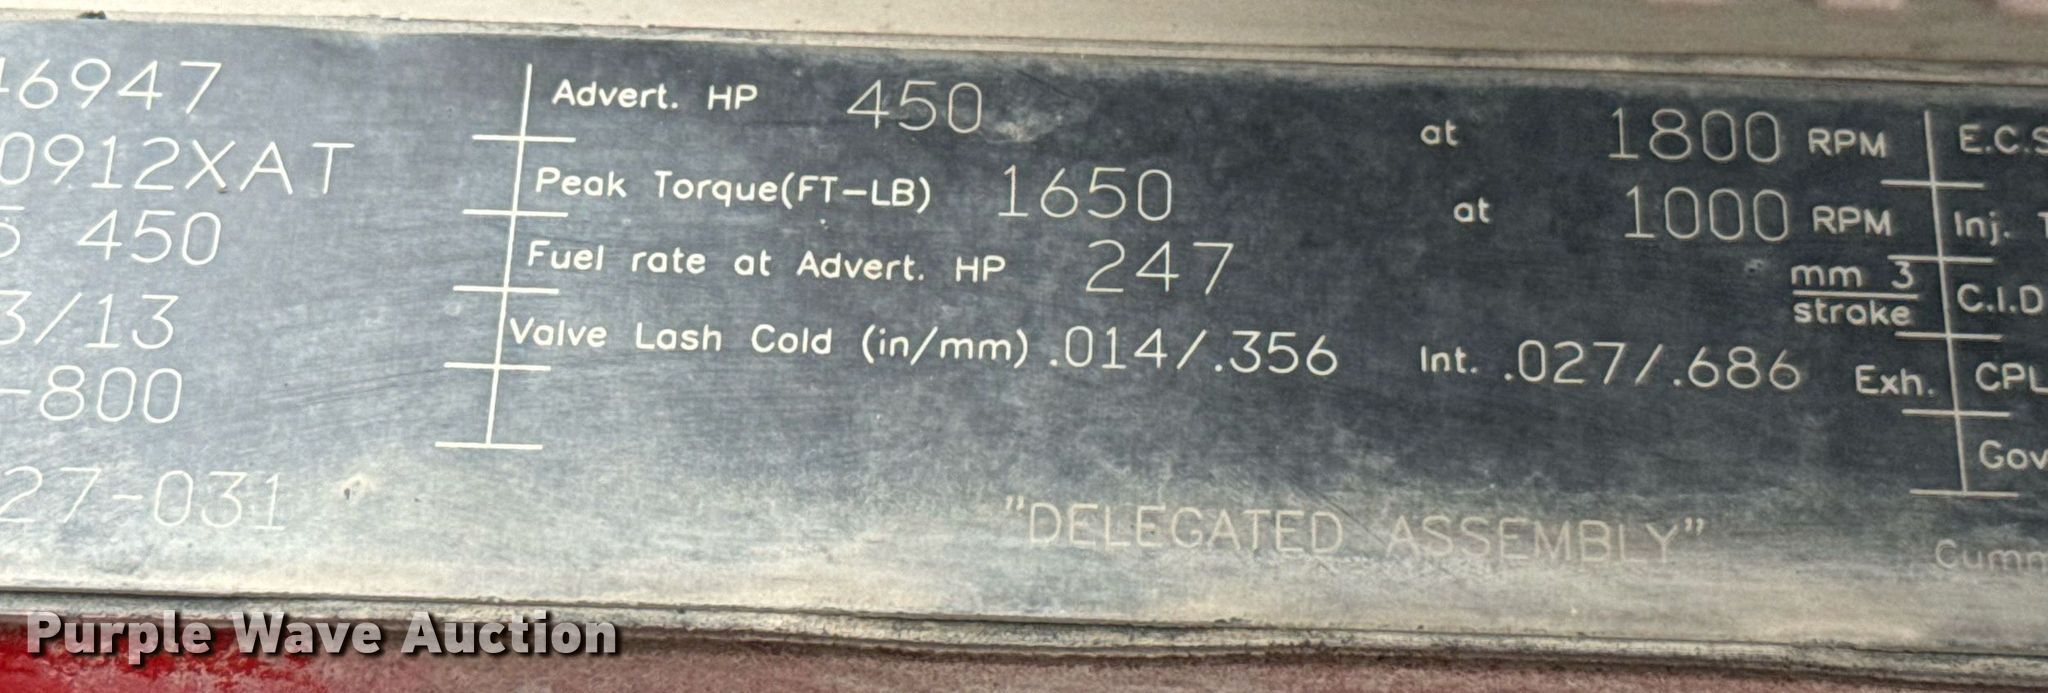 46947
0912XAT
5 450
3/13
-800
27-031
Advert. HP 450 at 1800 RPM
Peak Torque(FT-LB) 1650 at 1000 RPM
Fuel rate at Advert. HP 247 mm 3
stroke
Valve Lash Cold (in/mm) .014/.356 Int. .027/.686 Exh.
"DELEGATED ASSEMBLY"
E.C.S
Inj. T
C.I.D
CPL
Gov
Cumm
Purple Wave Auction